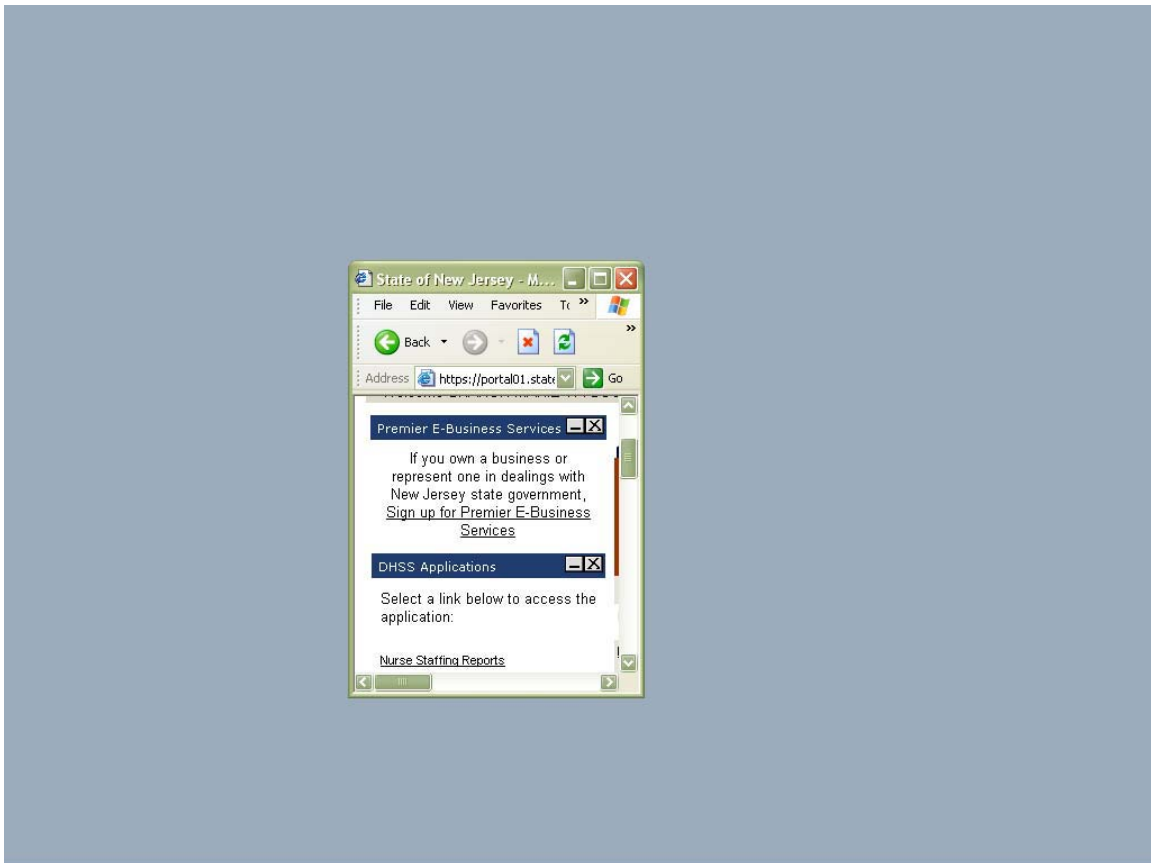 State of New Jersey - M...
File Edit View Favorites »
Back »
Address https://portal01.state Go
Premier E-Business Services
If you own a business or
represent one in dealings with
New Jersey state government,
Sign up for Premier E-Business
Services
DHSS Applications
Select a link below to access the
application:
Nurse Staffing Reports